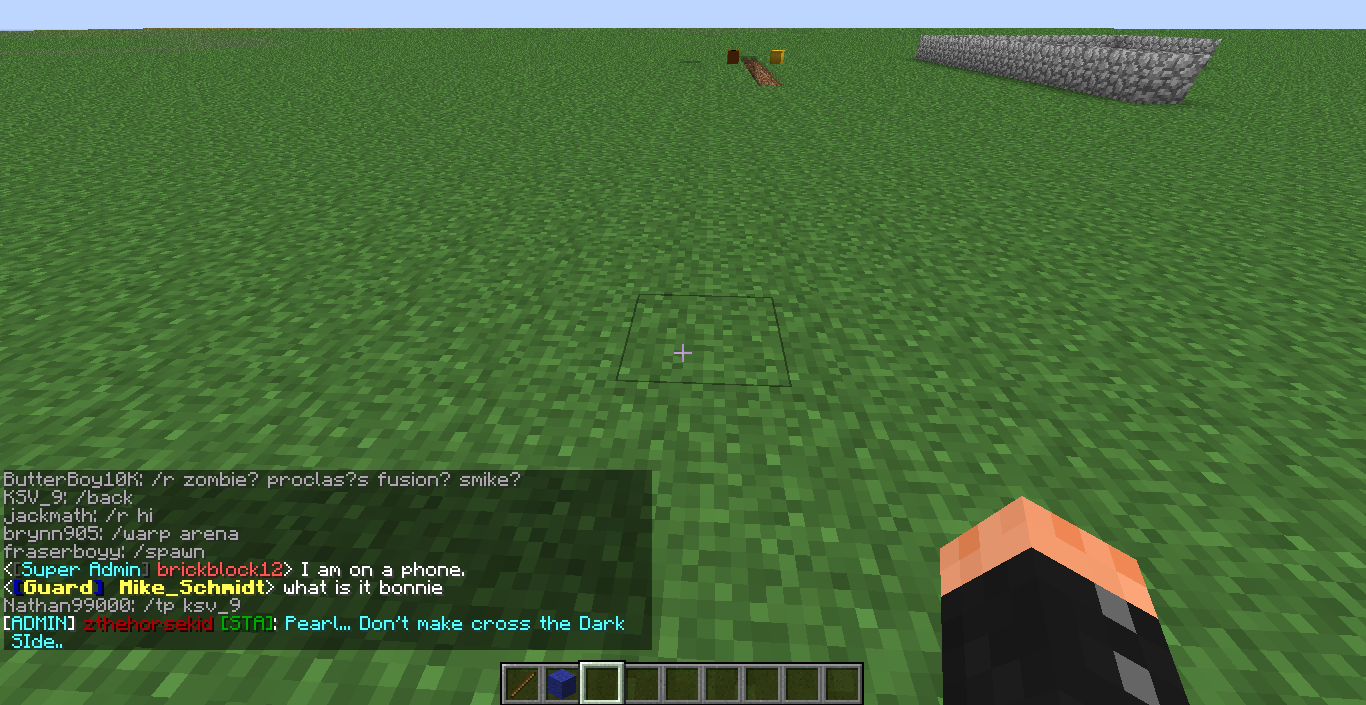 ButterBoy10K: /r zombie? proclas?s fusion? smike?
KSV_9: /back
jackmath: /r hi
brynn905: /warp arena
fraserboyy: /spawn
<[Super Admin] brickblock12> I am on a phone.
<[Guard] Mike_Schmidt> what is it bonnie
Nathan99000: /tp ksv_9
[ADMIN] zthehorsekid [STA]: Pearl... Don't make cross the Dark
SIde..